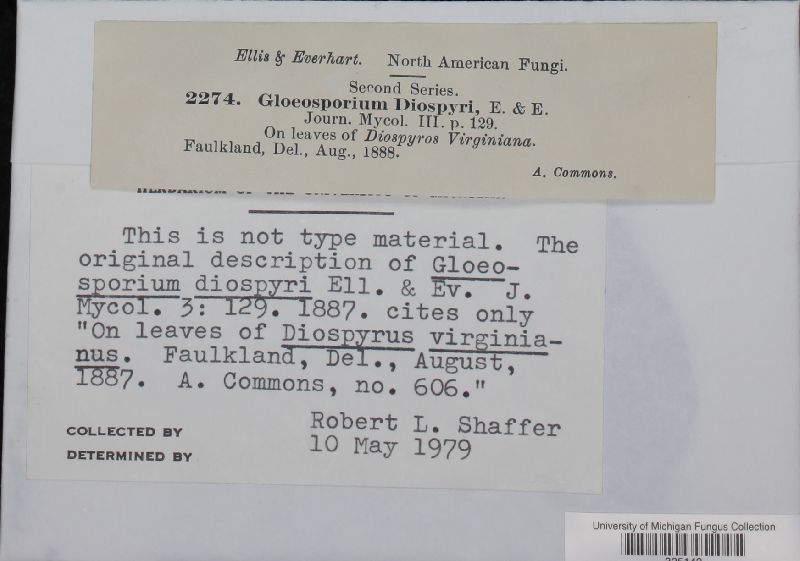 Ellis & Everhart. North American Fungi.
Second Series.
2274. Gloeosporium Diospyri, E. & E.
Journ. Mycol. III. p. 129.
On leaves of Diospyros Virginiana.
Faulkland, Del., Aug., 1888.
A. Commons.
This is not type material. The
original description of Gloeo-
sporium diospyri Ell. & Ev. J.
Mycol. 3: 129. 1887. cites only
"On leaves of Diospyrus virginia-
nus. Faulkland, Del., August,
1887. A. Commons, no. 606."
Robert L. Shaffer
10 May 1979
COLLECTED BY
DETERMINED BY
University of Michigan Fungus Collection